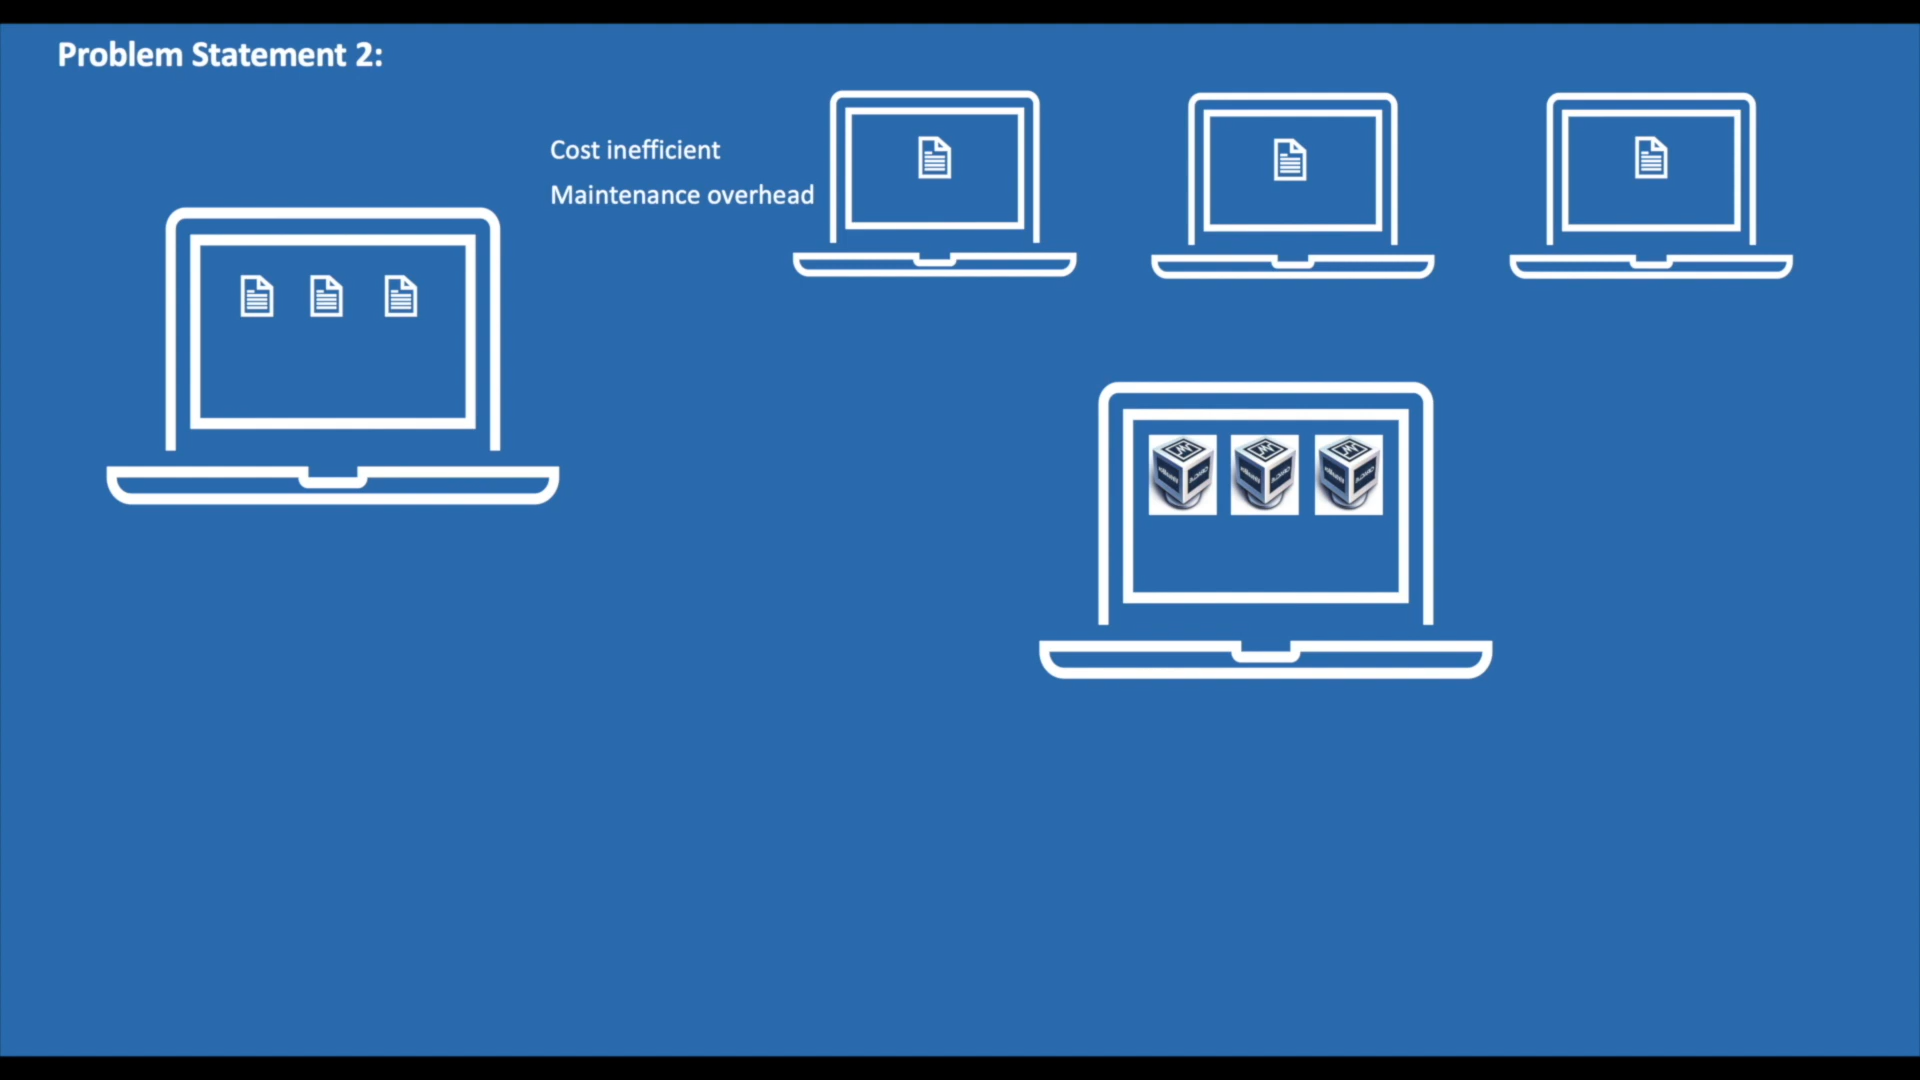 Problem Statement 2:
Cost inefficient
Maintenance overhead